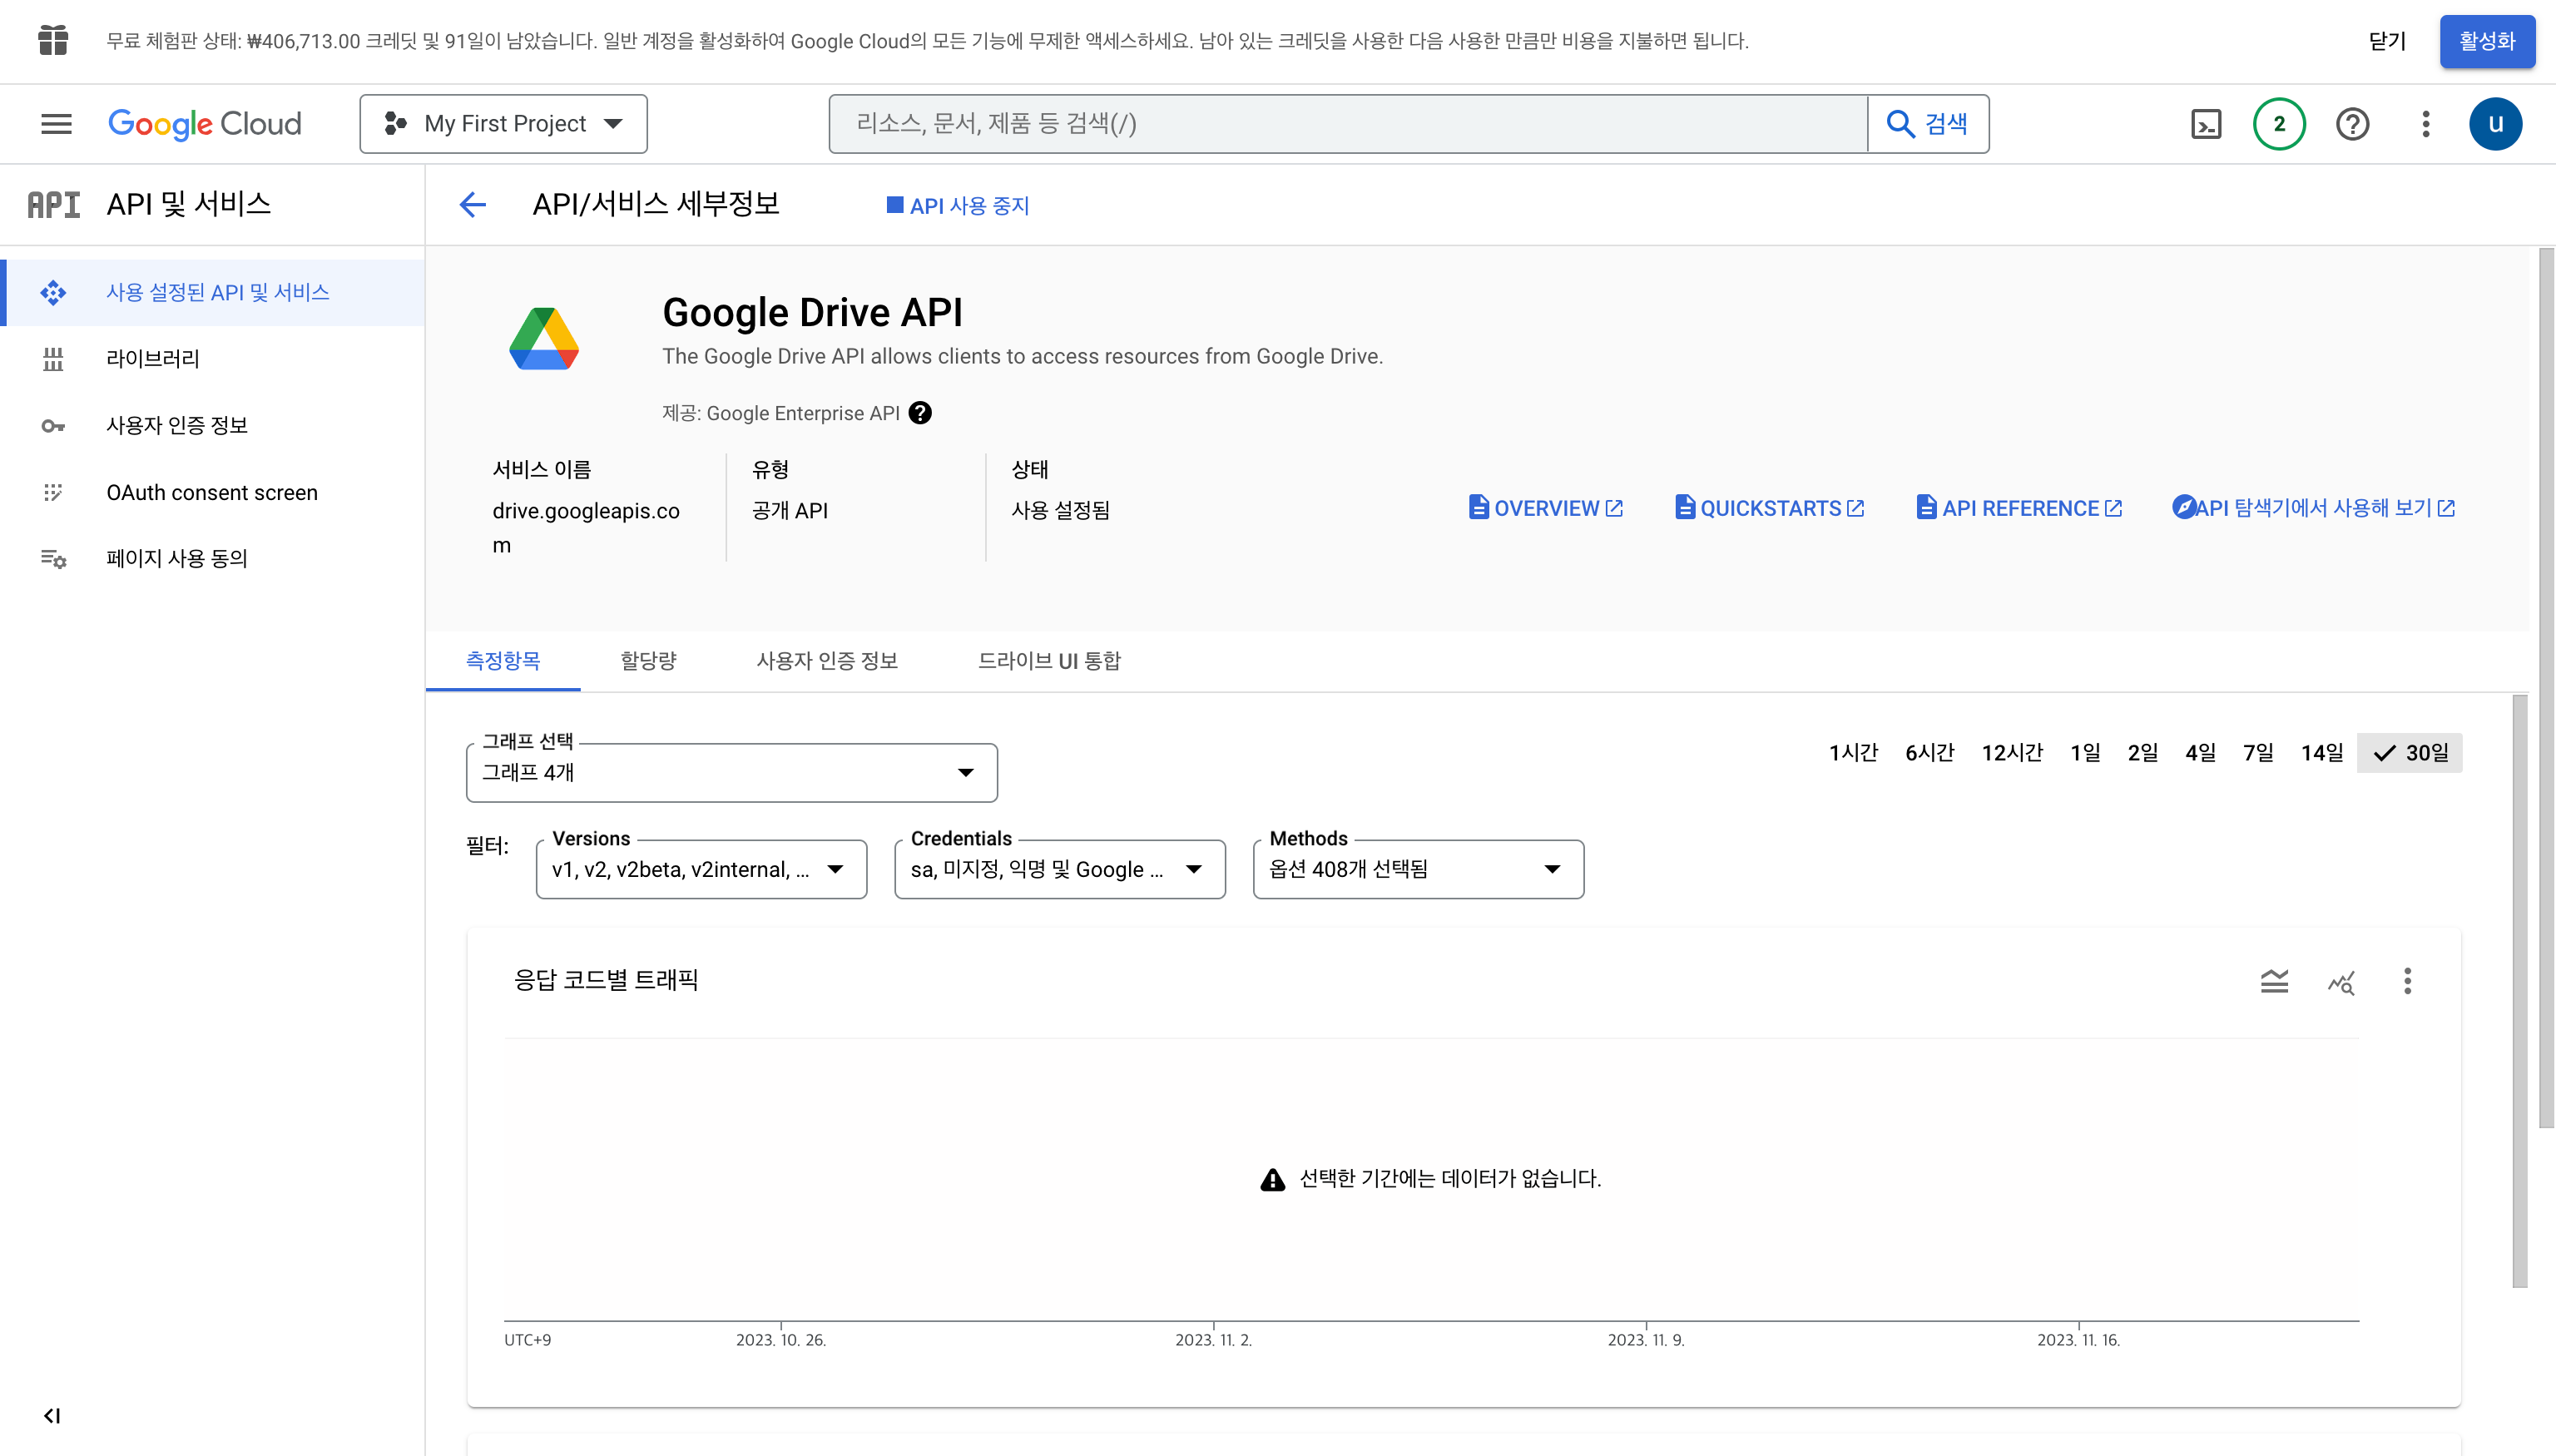 무료 체험판 상태: ₩406,713.00 크레딧 및 91일이 남았습니다. 일반 계정을 활성화하여 Google Cloud의 모든 기능에 무제한 액세스하세요. 남아 있는 크레딧을 사용한 다음 사용한 만큼만 비용을 지불하면 됩니다.
닫기
활성화
Google Cloud
My First Project
리소스, 문서, 제품 등 검색(/)
검색
2
u
API API 및 서비스
사용 설정된 API 및 서비스
라이브러리
사용자 인증 정보
OAuth consent screen
페이지 사용 동의
API/서비스 세부정보
API 사용 중지
Google Drive API
The Google Drive API allows clients to access resources from Google Drive.
제공: Google Enterprise API
서비스 이름
drive.googleapis.co
m
유형
공개 API
상태
사용 설정됨
OVERVIEW
QUICKSTARTS
API REFERENCE
API 탐색기에서 사용해 보기
측정항목
할당량
사용자 인증 정보
드라이브 UI 통합
그래프 선택
그래프 4개
1시간
6시간
12시간
1일
2일
4일
7일
14일
30일
필터:
Versions
v1, v2, v2beta, v2internal, ...
Credentials
sa, 미지정, 익명 및 Google ...
Methods
옵션 408개 선택됨
응답 코드별 트래픽
선택한 기간에는 데이터가 없습니다.
UTC+9
2023. 10. 26.
2023. 11. 2.
2023. 11. 9.
2023. 11. 16.